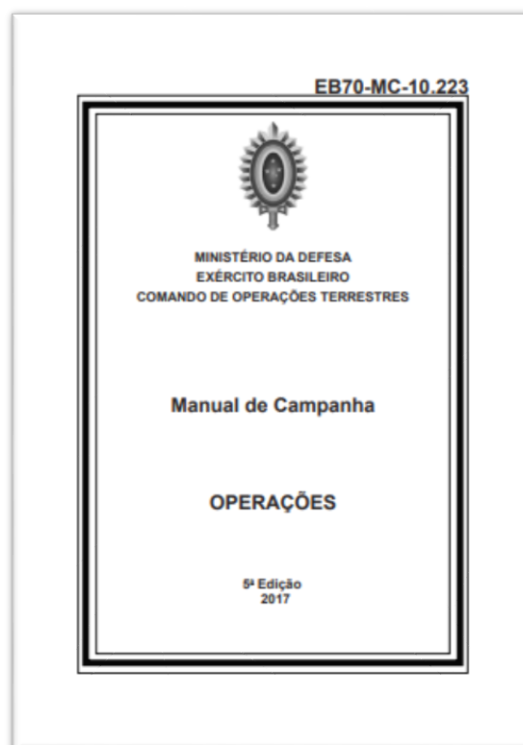 EB70-MC-10.223
MINISTÉRIO DA DEFESA
EXÉRCITO BRASILEIRO
COMANDO DE OPERAÇÕES TERRESTRES
Manual de Campanha
OPERAÇÕES
5ª Edição
2017